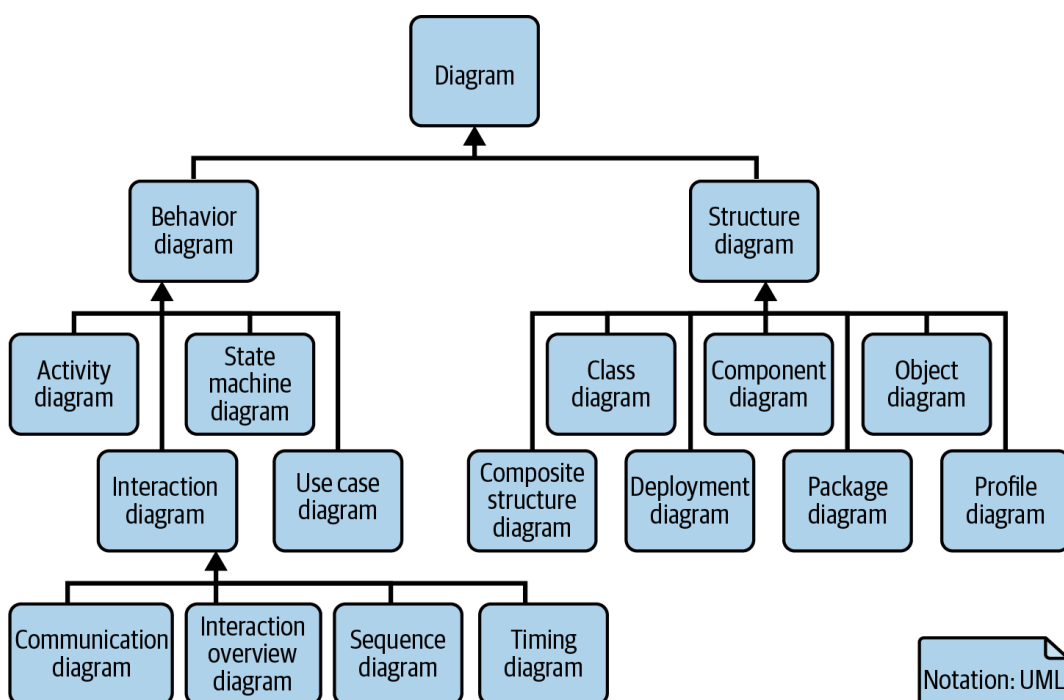 Diagram
Behavior
diagram
Structure
diagram
Activity
diagram
State
machine
diagram
Class
diagram
Component
diagram
Object
diagram
Interaction
diagram
Use case
diagram
Composite
structure
diagram
Deployment
diagram
Package
diagram
Profile
diagram
Communication
diagram
Interaction
overview
diagram
Sequence
diagram
Timing
diagram
Notation: UML